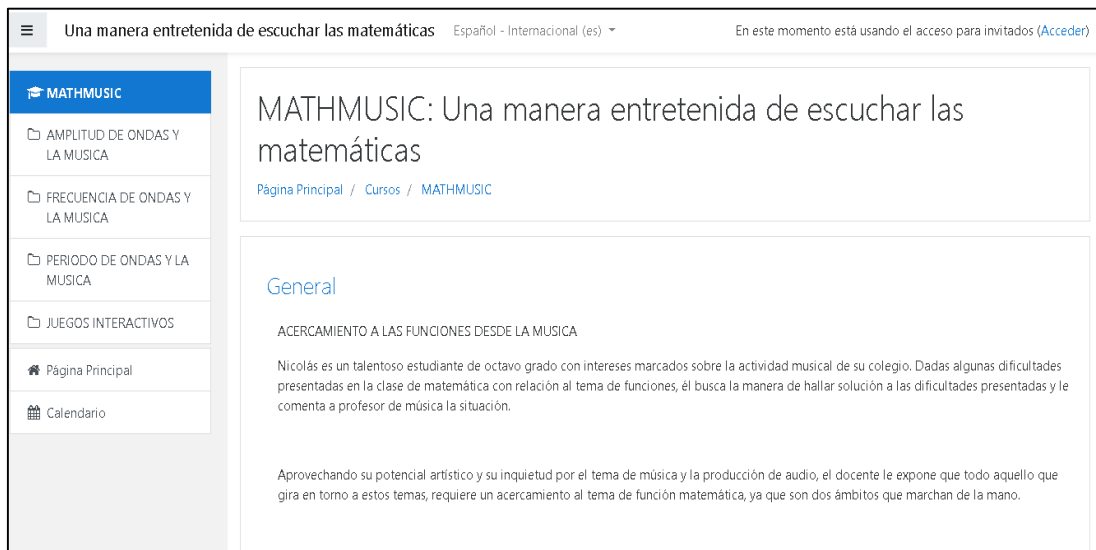 Una manera entretenida de escuchar las matemáticas Español - Internacional (es) En este momento está usando el acceso para invitados (Acceder)
MATHMUSIC
AMPLITUD DE ONDAS Y
LA MUSICA
FRECUENCIA DE ONDAS Y
LA MUSICA
PERIODO DE ONDAS Y LA
MUSICA
JUEGOS INTERACTIVOS
Página Principal
Calendario
MATHMUSIC: Una manera entretenida de escuchar las
matemáticas
Página Principal / Cursos / MATHMUSIC
General
ACERCAMIENTO A LAS FUNCIONES DESDE LA MUSICA
Nicolás es un talentoso estudiante de octavo grado con intereses marcados sobre la actividad musical de su colegio. Dadas algunas dificultades
presentadas en la clase de matemática con relación al tema de funciones, él busca la manera de hallar solución a las dificultades presentadas y le
comenta a profesor de música la situación.
Aprovechando su potencial artístico y su inquietud por el tema de música y la producción de audio, el docente le expone que todo aquello que
gira en torno a estos temas, requiere un acercamiento al tema de función matemática, ya que son dos ámbitos que marchan de la mano.